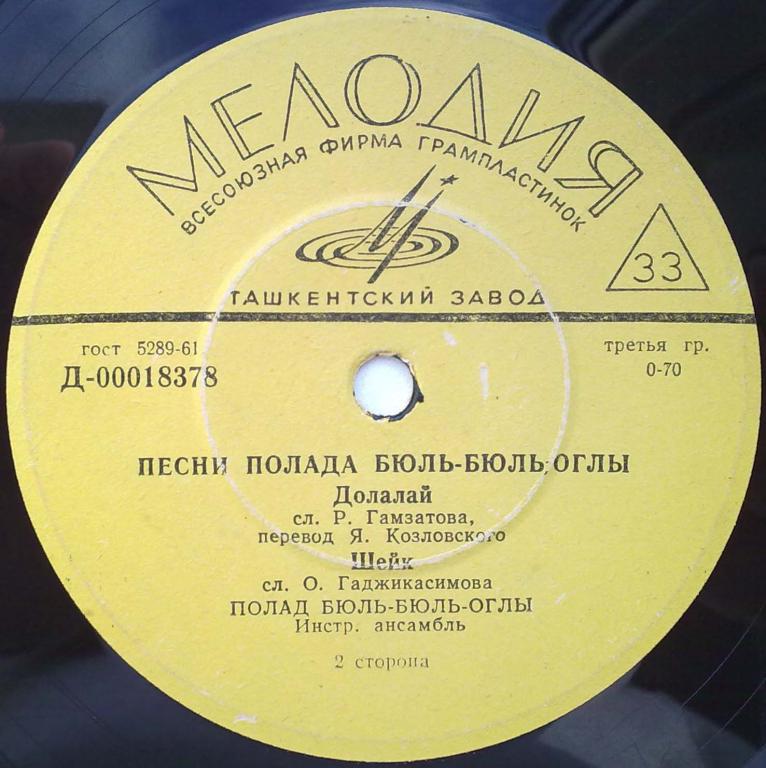 МЕЛОДИЯ
ВСЕСОЮЗНАЯ ФИРМА ГРАМПЛАСТИНОК
33
ТАШКЕНТСКИЙ ЗАВОД
гост 5289-61
третья гр.
Д-00018378
0-70
ПЕСНИ ПОЛАДА БЮЛЬ-БЮЛЬ-ОГЛЫ
Долалай
сл. Р. Гамзатова,
перевод Я. Козловского
Шейк
сл. О. Гаджикасимова
ПОЛАД БЮЛЬ-БЮЛЬ-ОГЛЫ
Инстр. ансамбль
2 сторона